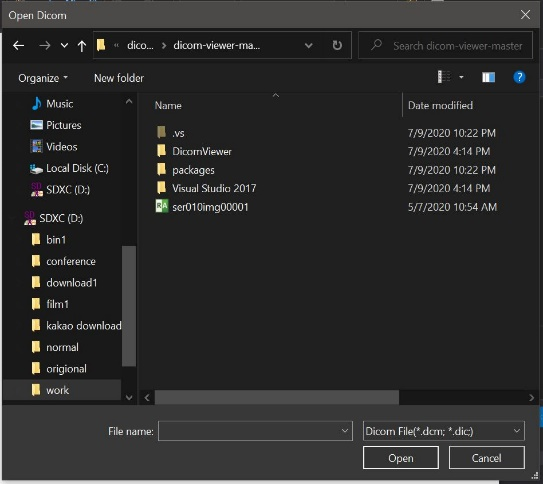 Open Dicom
« dico... > dicom-viewer-ma...
Search dicom-viewer-master
Organize
New folder
Music
Pictures
Videos
Local Disk (C:)
SDXC (D:)
SDXC (D:)
bin1
conference
download1
film1
kakao download
normal
origional
work
Name Date modified
.vs 7/9/2020 10:22 PM
DicomViewer 7/9/2020 4:14 PM
packages 7/9/2020 10:22 PM
Visual Studio 2017 7/9/2020 4:14 PM
ser010img00001 5/7/2020 10:54 AM
File name:
Dicom File(*.dcm; *.dic;)
Open Cancel